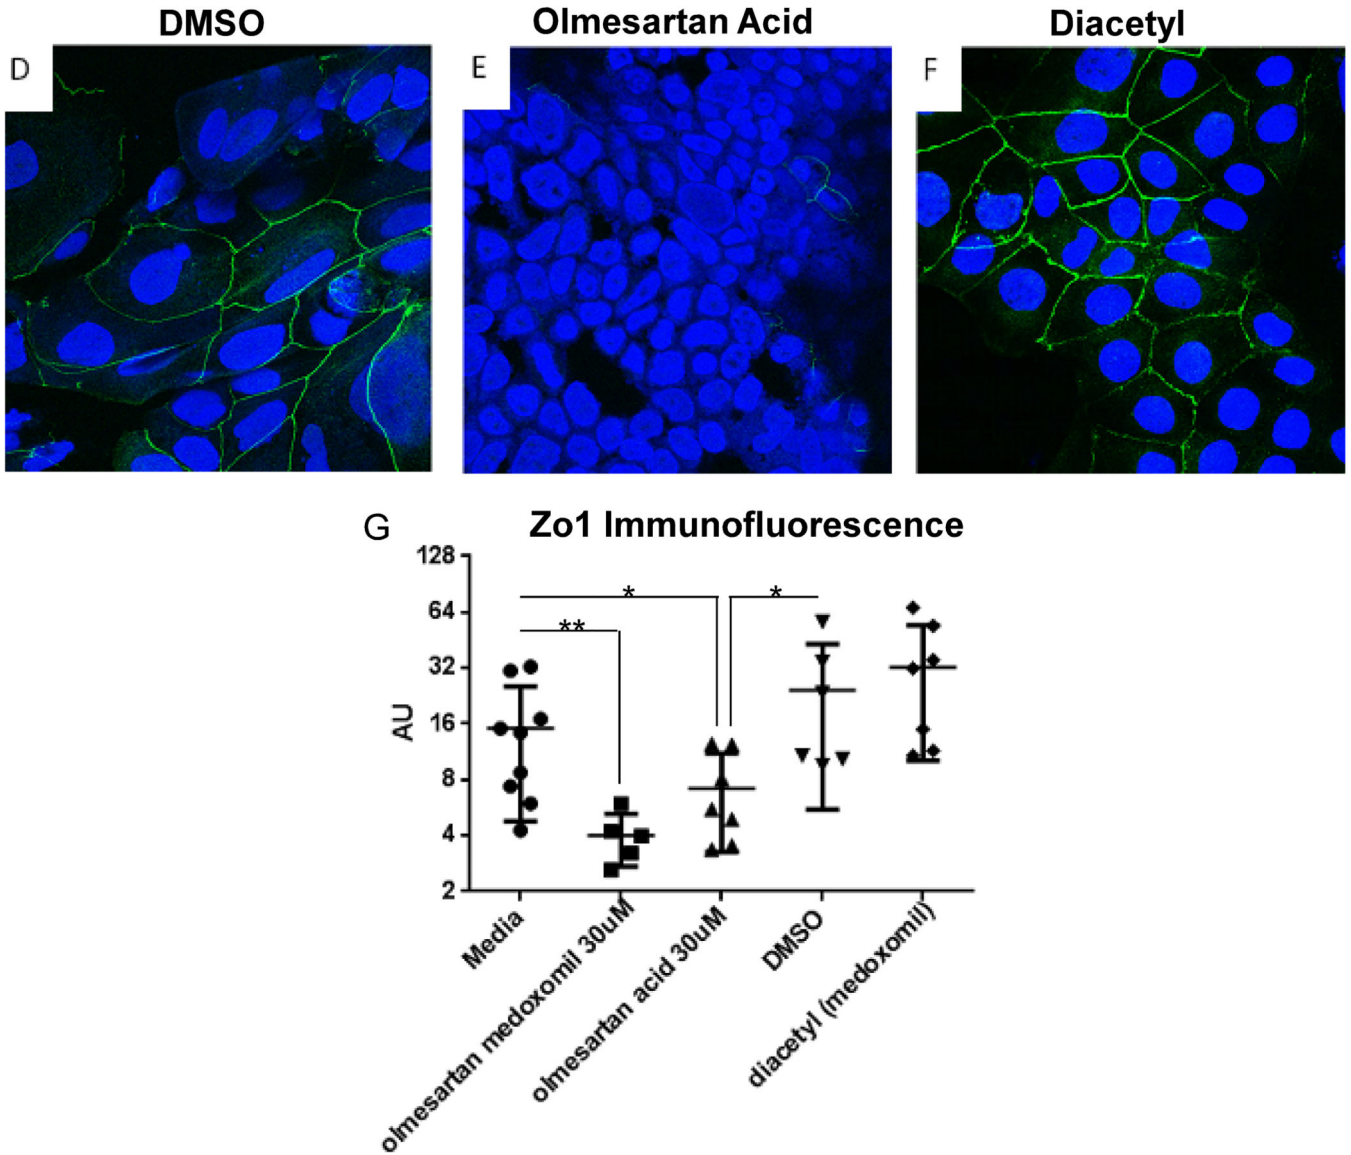 DMSO
Olmesartan Acid
Diacetyl
D
E
F
G
Zo1 Immunofluorescence
128
64
32
16
8
4
2
AU
*
*
**
Media
olmesartan medoxomil 30uM
olmesartan acid 30uM
DMSO
diacetyl (medoxomil)